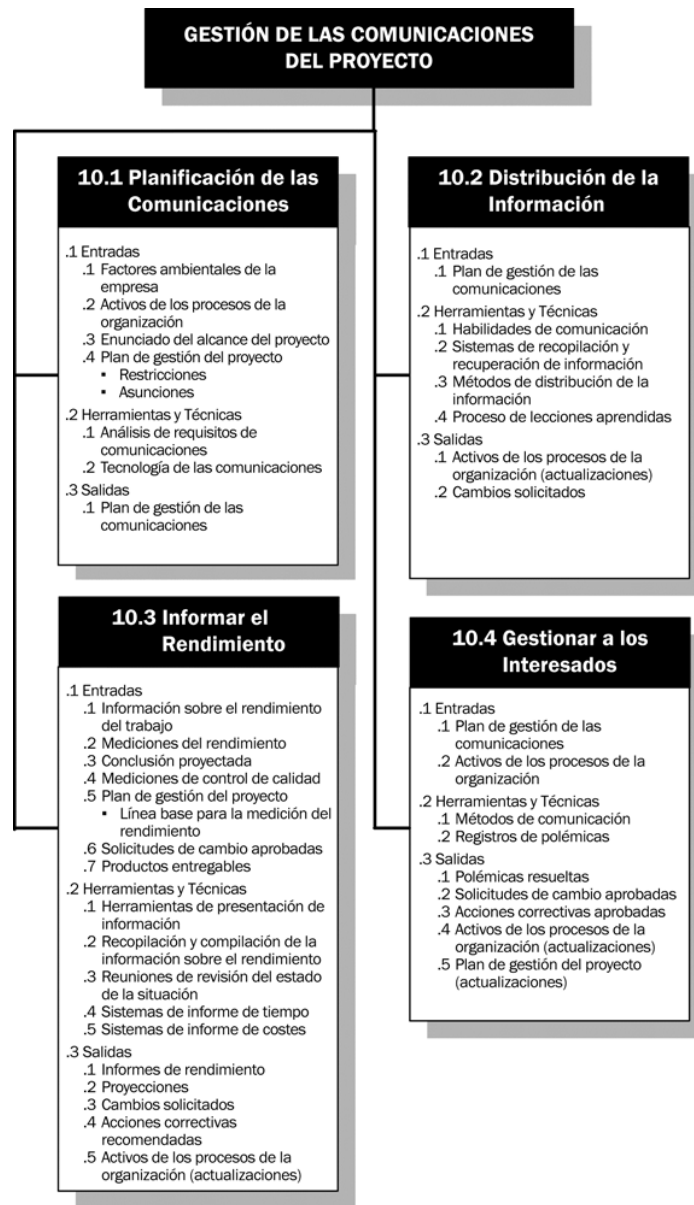 GESTIÓN DE LAS COMUNICACIONES
DEL PROYECTO
10.1 Planificación de las
Comunicaciones
.1 Entradas
.1 Factores ambientales de la
empresa
.2 Activos de los procesos de la
organización
.3 Enunciado del alcance del proyecto
.4 Plan de gestión del proyecto
▪ Restricciones
▪ Asunciones
.2 Herramientas y Técnicas
.1 Análisis de requisitos de
comunicaciones
.2 Tecnología de las comunicaciones
.3 Salidas
.1 Plan de gestión de las
comunicaciones
10.2 Distribución de la
Información
.1 Entradas
.1 Plan de gestión de las
comunicaciones
.2 Herramientas y Técnicas
.1 Habilidades de comunicación
.2 Sistemas de recopilación y
recuperación de información
.3 Métodos de distribución de la
información
.4 Proceso de lecciones aprendidas
.3 Salidas
.1 Activos de los procesos de la
organización (actualizaciones)
.2 Cambios solicitados
10.3 Informar el
Rendimiento
.1 Entradas
.1 Información sobre el rendimiento
del trabajo
.2 Mediciones del rendimiento
.3 Conclusión proyectada
.4 Mediciones de control de calidad
.5 Plan de gestión del proyecto
▪ Línea base para la medición del
rendimiento
.6 Solicitudes de cambio aprobadas
.7 Productos entregables
.2 Herramientas y Técnicas
.1 Herramientas de presentación de
información
.2 Recopilación y compilación de la
información sobre el rendimiento
.3 Reuniones de revisión del estado
de la situación
.4 Sistemas de informe de tiempo
.5 Sistemas de informe de costes
.3 Salidas
.1 Informes de rendimiento
.2 Proyecciones
.3 Cambios solicitados
.4 Acciones correctivas
recomendadas
.5 Activos de los procesos de la
organización (actualizaciones)
10.4 Gestionar a los
Interesados
.1 Entradas
.1 Plan de gestión de las
comunicaciones
.2 Activos de los procesos de la
organización
.2 Herramientas y Técnicas
.1 Métodos de comunicación
.2 Registros de polémicas
.3 Salidas
.1 Polémicas resueltas
.2 Solicitudes de cambio aprobadas
.3 Acciones correctivas aprobadas
.4 Activos de los procesos de la
organización (actualizaciones)
.5 Plan de gestión del proyecto
(actualizaciones)